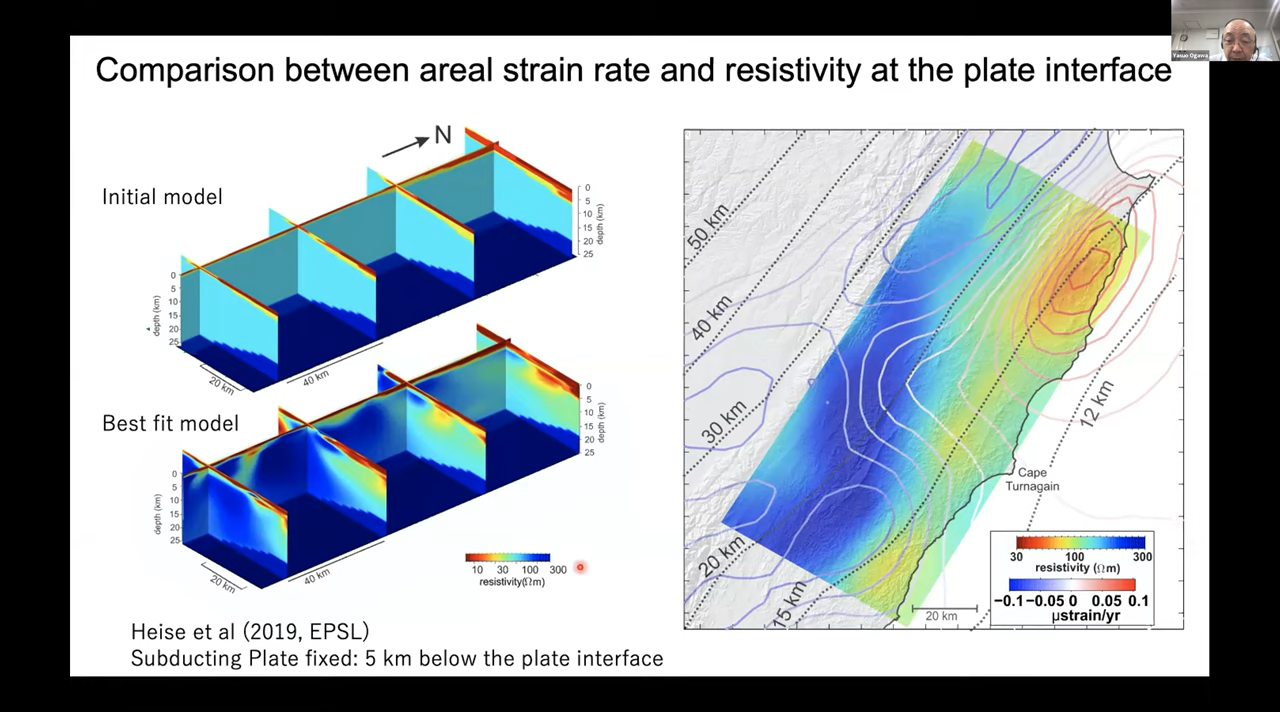 Yasuo Ogawa
Comparison between areal strain rate and resistivity at the plate interface
N
Initial model
0
5
10
15
20
25
depth (km)
0
5
10
15
20
25
depth (km)
20 km
40 km
Best fit model
0
5
10
15
20
25
depth (km)
0
5
10
15
20
25
depth (km)
20 km
40 km
10 30 100 300
resistivity(Ωm)
Heise et al (2019, EPSL)
Subducting Plate fixed: 5 km below the plate interface
50 km
40 km
30 km
20 km
15 km
12 km
Cape
Turnagain
20 km
30 100 300
resistivity (Ωm)
−0.1 −0.05 0 0.05 0.1
μstrain/yr